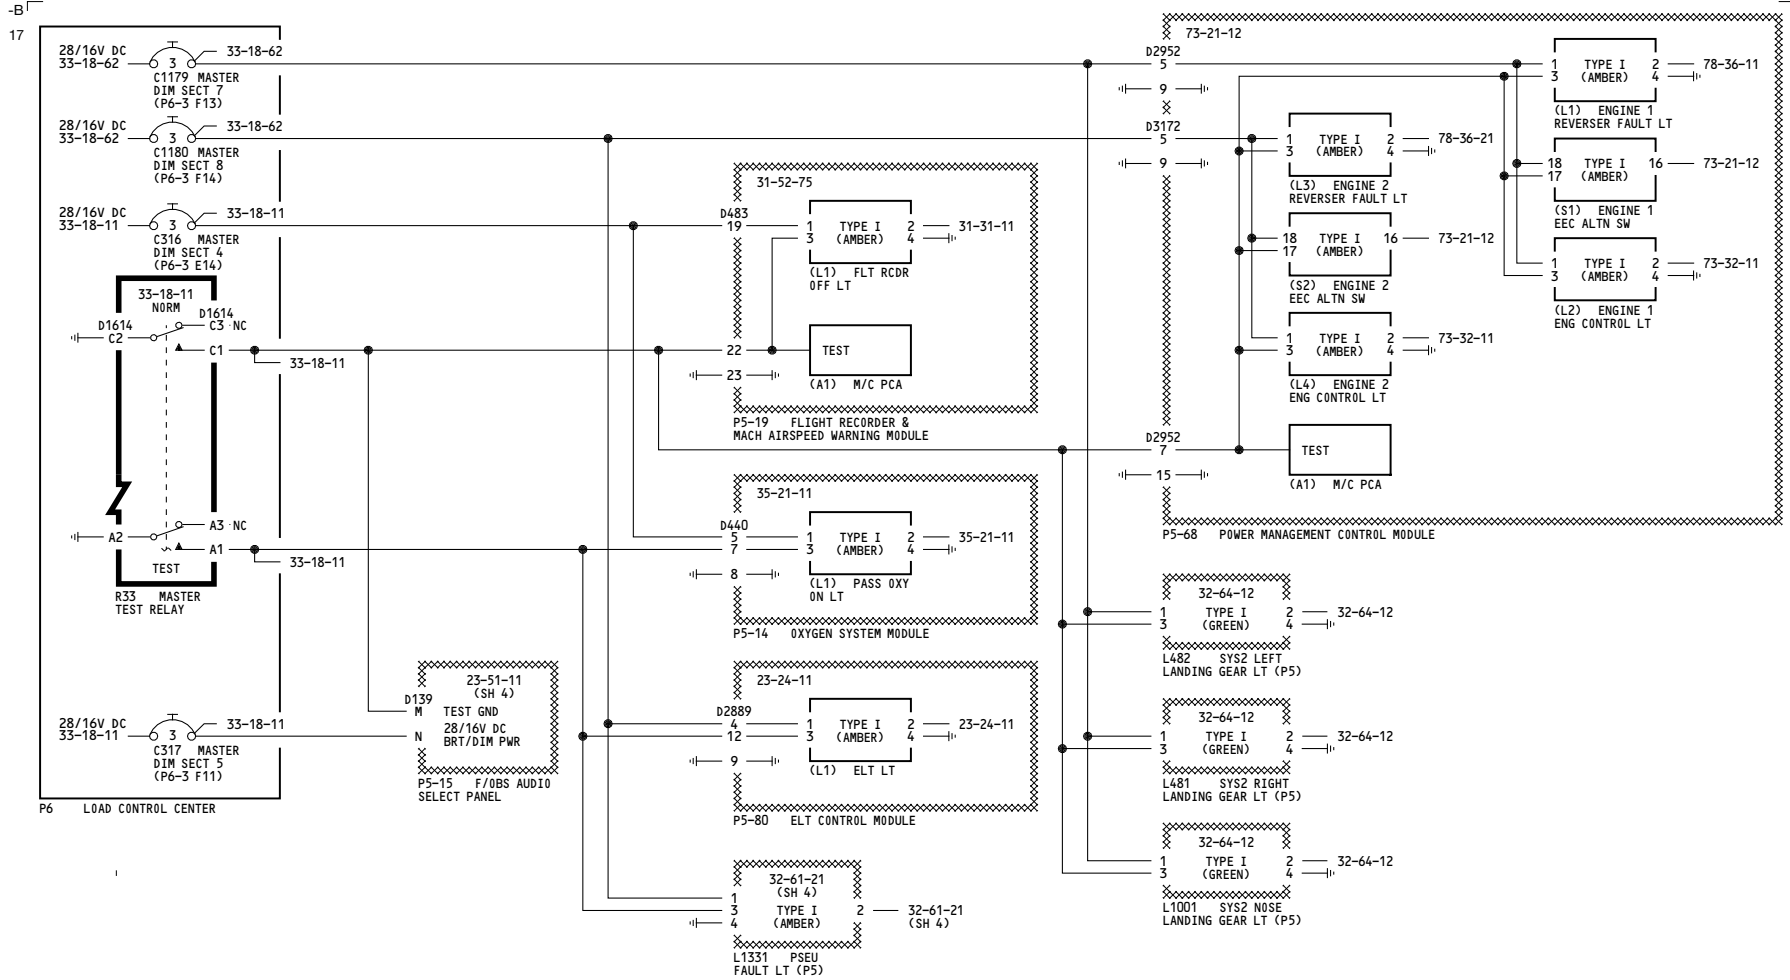 -B
17
28/16V DC
33-18-62
3
33-18-62
C1179 MASTER
DIM SECT 7
(P6-3 F13)
28/16V DC
33-18-62
3
33-18-62
C1180 MASTER
DIM SECT 8
(P6-3 F14)
28/16V DC
33-18-11
3
33-18-11
C316 MASTER
DIM SECT 4
(P6-3 E14)
33-18-11
NORM
D1614
C2
D1614
C3 NC
C1
33-18-11
A2
A3 NC
A1
33-18-11
TEST
R33 MASTER
TEST RELAY
28/16V DC
33-18-11
3
33-18-11
C317 MASTER
DIM SECT 5
(P6-3 F11)
P6 LOAD CONTROL CENTER
23-51-11
(SH 4)
D139
M TEST GND
28/16V DC
N BRT/DIM PWR
P5-15 F/OBS AUDIO
SELECT PANEL
31-52-75
D483
19
1 TYPE I 2 31-31-11
3 (AMBER) 4
(L1) FLT RCDR
OFF LT
22
TEST
23
(A1) M/C PCA
P5-19 FLIGHT RECORDER &
MACH AIRSPEED WARNING MODULE
35-21-11
D440
5 1 TYPE I 2 35-21-11
7 3 (AMBER) 4
8
(L1) PASS OXY
ON LT
P5-14 OXYGEN SYSTEM MODULE
23-24-11
D2889
4 1 TYPE I 2 23-24-11
12 3 (AMBER) 4
9
(L1) ELT LT
P5-80 ELT CONTROL MODULE
32-61-21
(SH 4)
1
3 TYPE I 2 32-61-21
4 (AMBER) (SH 4)
L1331 PSEU
FAULT LT (P5)
73-21-12
D2952
5
9
D3172
5
9
1 TYPE I 2 78-36-21
3 (AMBER) 4
(L3) ENGINE 2
REVERSER FAULT LT
18 TYPE I 16 73-21-12
17 (AMBER)
(S2) ENGINE 2
EEC ALTN SW
1 TYPE I 2 73-32-11
3 (AMBER) 4
(L4) ENGINE 2
ENG CONTROL LT
D2952
7
TEST
15
(A1) M/C PCA
1 TYPE I 2 78-36-11
3 (AMBER) 4
(L1) ENGINE 1
REVERSER FAULT LT
18 TYPE I 16 73-21-12
17 (AMBER)
(S1) ENGINE 1
EEC ALTN SW
1 TYPE I 2 73-32-11
3 (AMBER) 4
(L2) ENGINE 1
ENG CONTROL LT
P5-68 POWER MANAGEMENT CONTROL MODULE
32-64-12
1 TYPE I 2 32-64-12
3 (GREEN) 4
L482 SYS2 LEFT
LANDING GEAR LT (P5)
32-64-12
1 TYPE I 2 32-64-12
3 (GREEN) 4
L481 SYS2 RIGHT
LANDING GEAR LT (P5)
32-64-12
1 TYPE I 2 32-64-12
3 (GREEN) 4
L1001 SYS2 NOSE
LANDING GEAR LT (P5)